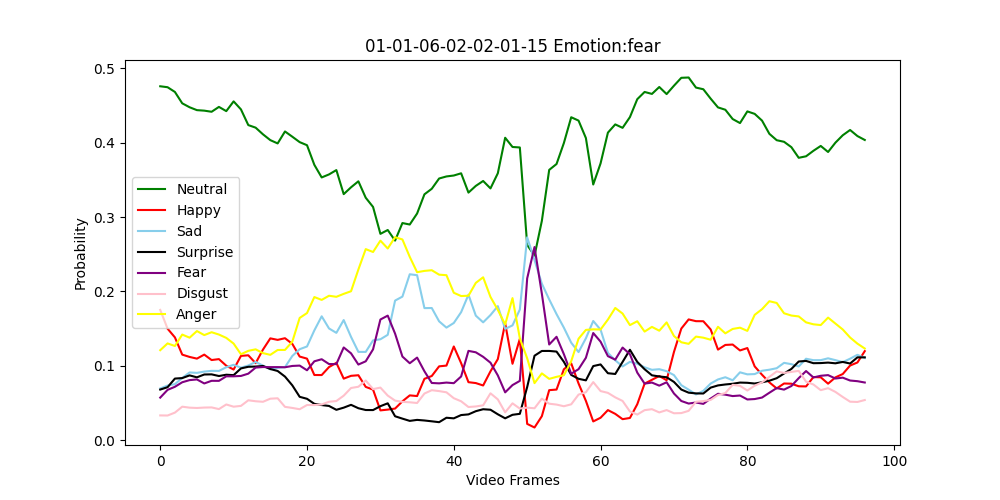 01-01-06-02-02-01-15 Emotion:fear
0.5
0.4
0.3
0.2
0.1
0.0
Probability
Neutral
Happy
Sad
Surprise
Fear
Disgust
Anger
0 20 40 60 80 100
Video Frames